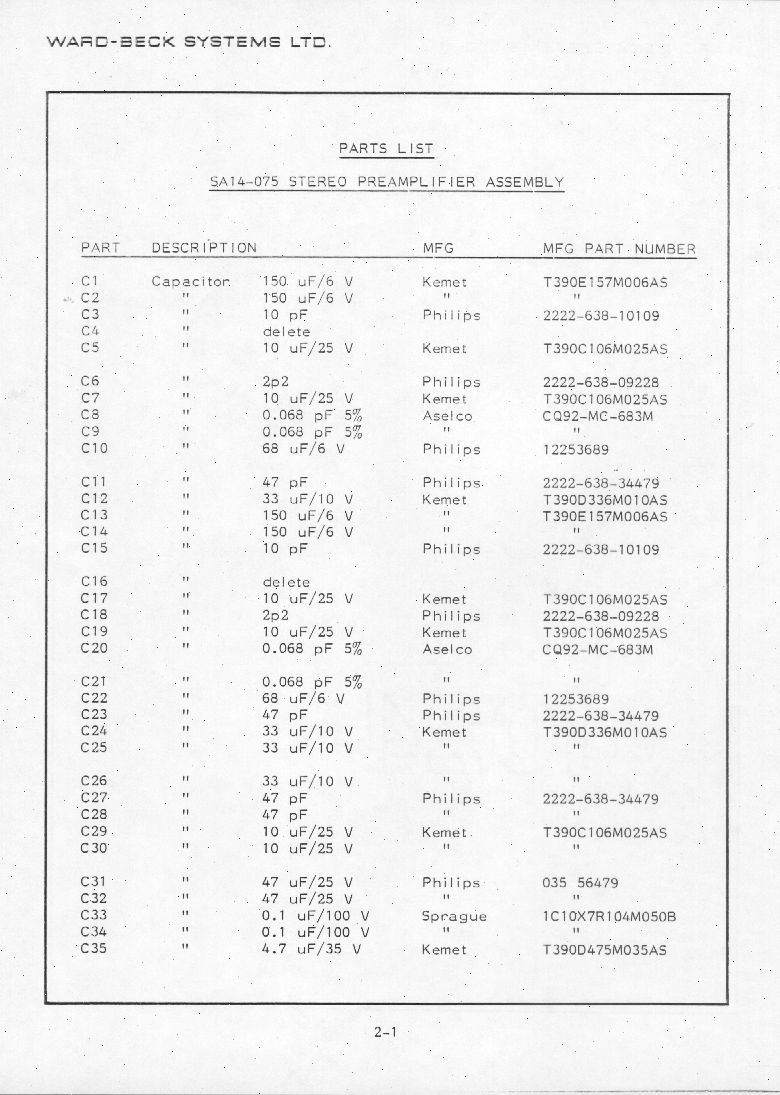 WARD-BECK SYSTEMS LTD.
PARTS LIST
SA14-075 STEREO PREAMPLIFIER ASSEMBLY
PART DESCRIPTION MFG MFG PART NUMBER
C1 Capacitor 150 uF/6 V Kemet T390E157M006AS
C2 " 150 uF/6 V " "
C3 " 10 pF Philips 2222-638-10109
C4 " delete
C5 " 10 uF/25 V Kemet T390C106M025AS
C6 " 2p2 Philips 2222-638-09228
C7 " 10 uF/25 V Kemet T390C106M025AS
C8 " 0.068 pF 5% Aselco CQ92-MC-683M
C9 " 0.068 pF 5% " "
C10 " 68 uF/6 V Philips 12253689
C11 " 47 pF Philips 2222-638-34479
C12 " 33 uF/10 V Kemet T390D336M010AS
C13 " 150 uF/6 V " T390E157M006AS
C14 " 150 uF/6 V " "
C15 " 10 pF Philips 2222-638-10109
C16 " delete
C17 " 10 uF/25 V Kemet T390C106M025AS
C18 " 2p2 Philips 2222-638-09228
C19 " 10 uF/25 V Kemet T390C106M025AS
C20 " 0.068 pF 5% Aselco CQ92-MC-683M
C21 " 0.068 pF 5% " "
C22 " 68 uF/6 V Philips 12253689
C23 " 47 pF Philips 2222-638-34479
C24 " 33 uF/10 V Kemet T390D336M010AS
C25 " 33 uF/10 V " "
C26 " 33 uF/10 V " "
C27 " 47 pF Philips 2222-638-34479
C28 " 47 pF " "
C29 " 10 uF/25 V Kemet T390C106M025AS
C30 " 10 uF/25 V " "
C31 " 47 uF/25 V Philips 035 56479
C32 " 47 uF/25 V " "
C33 " 0.1 uF/100 V Sprague 1C10X7R104M050B
C34 " 0.1 uF/100 V " "
C35 " 4.7 uF/35 V Kemet T390D475M035AS
2-1